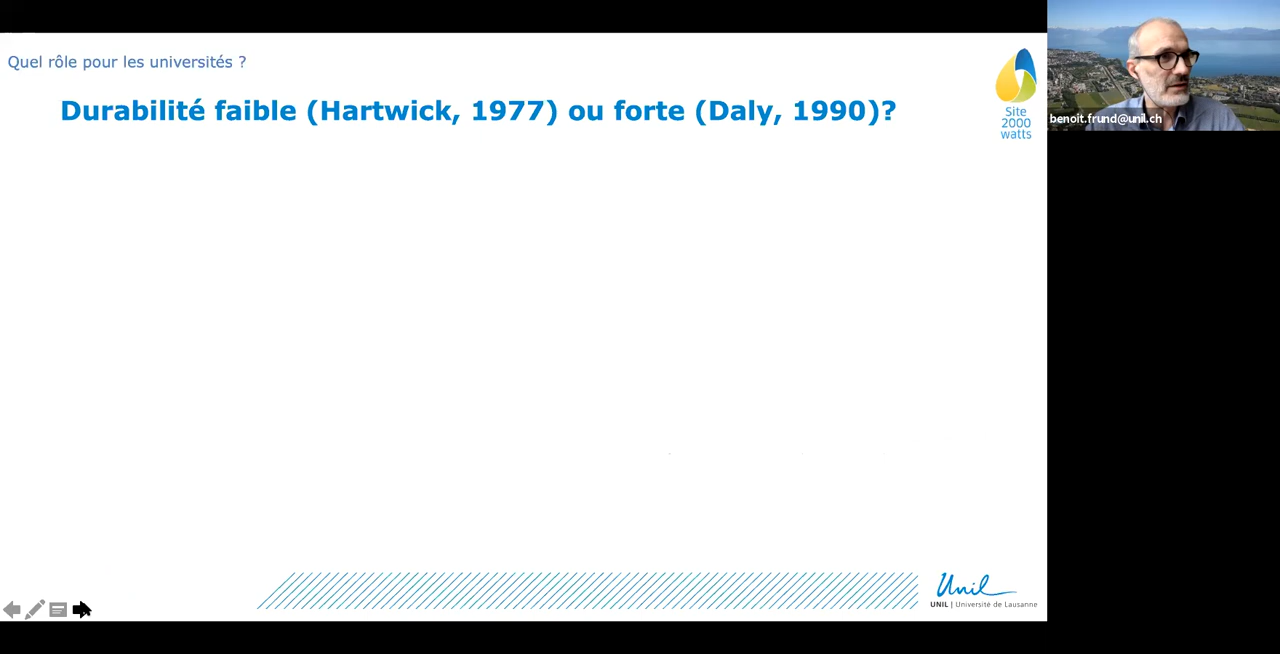 Quel rôle pour les universités ?
Durabilité faible (Hartwick, 1977) ou forte (Daly, 1990)?
Site
2000
watts
benoit.frund@unil.ch
Unil
UNIL | Université de Lausanne